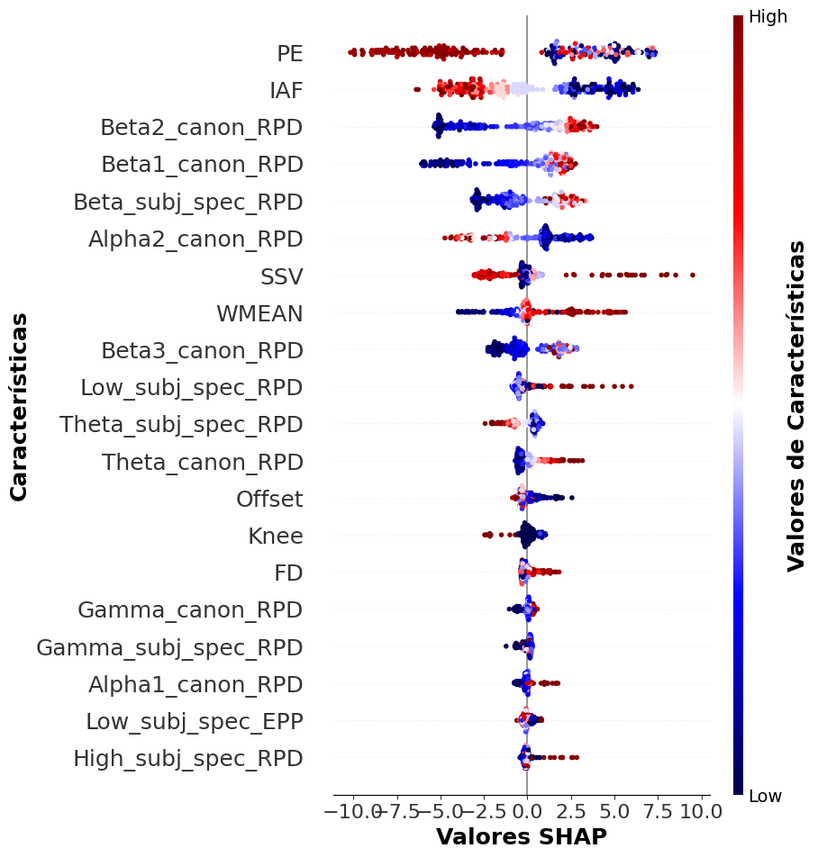 High
PE
IAF
Beta2_canon_RPD
Beta1_canon_RPD
Beta_subj_spec_RPD
Alpha2_canon_RPD
SSV
WMEAN
Beta3_canon_RPD
Low_subj_spec_RPD
Theta_subj_spec_RPD
Theta_canon_RPD
Offset
Knee
FD
Gamma_canon_RPD
Gamma_subj_spec_RPD
Alpha1_canon_RPD
Low_subj_spec_EPP
High_subj_spec_RPD
Características
Valores de Características
Low
−10.0 −7.5 −5.0 −2.5 0.0 2.5 5.0 7.5 10.0
Valores SHAP